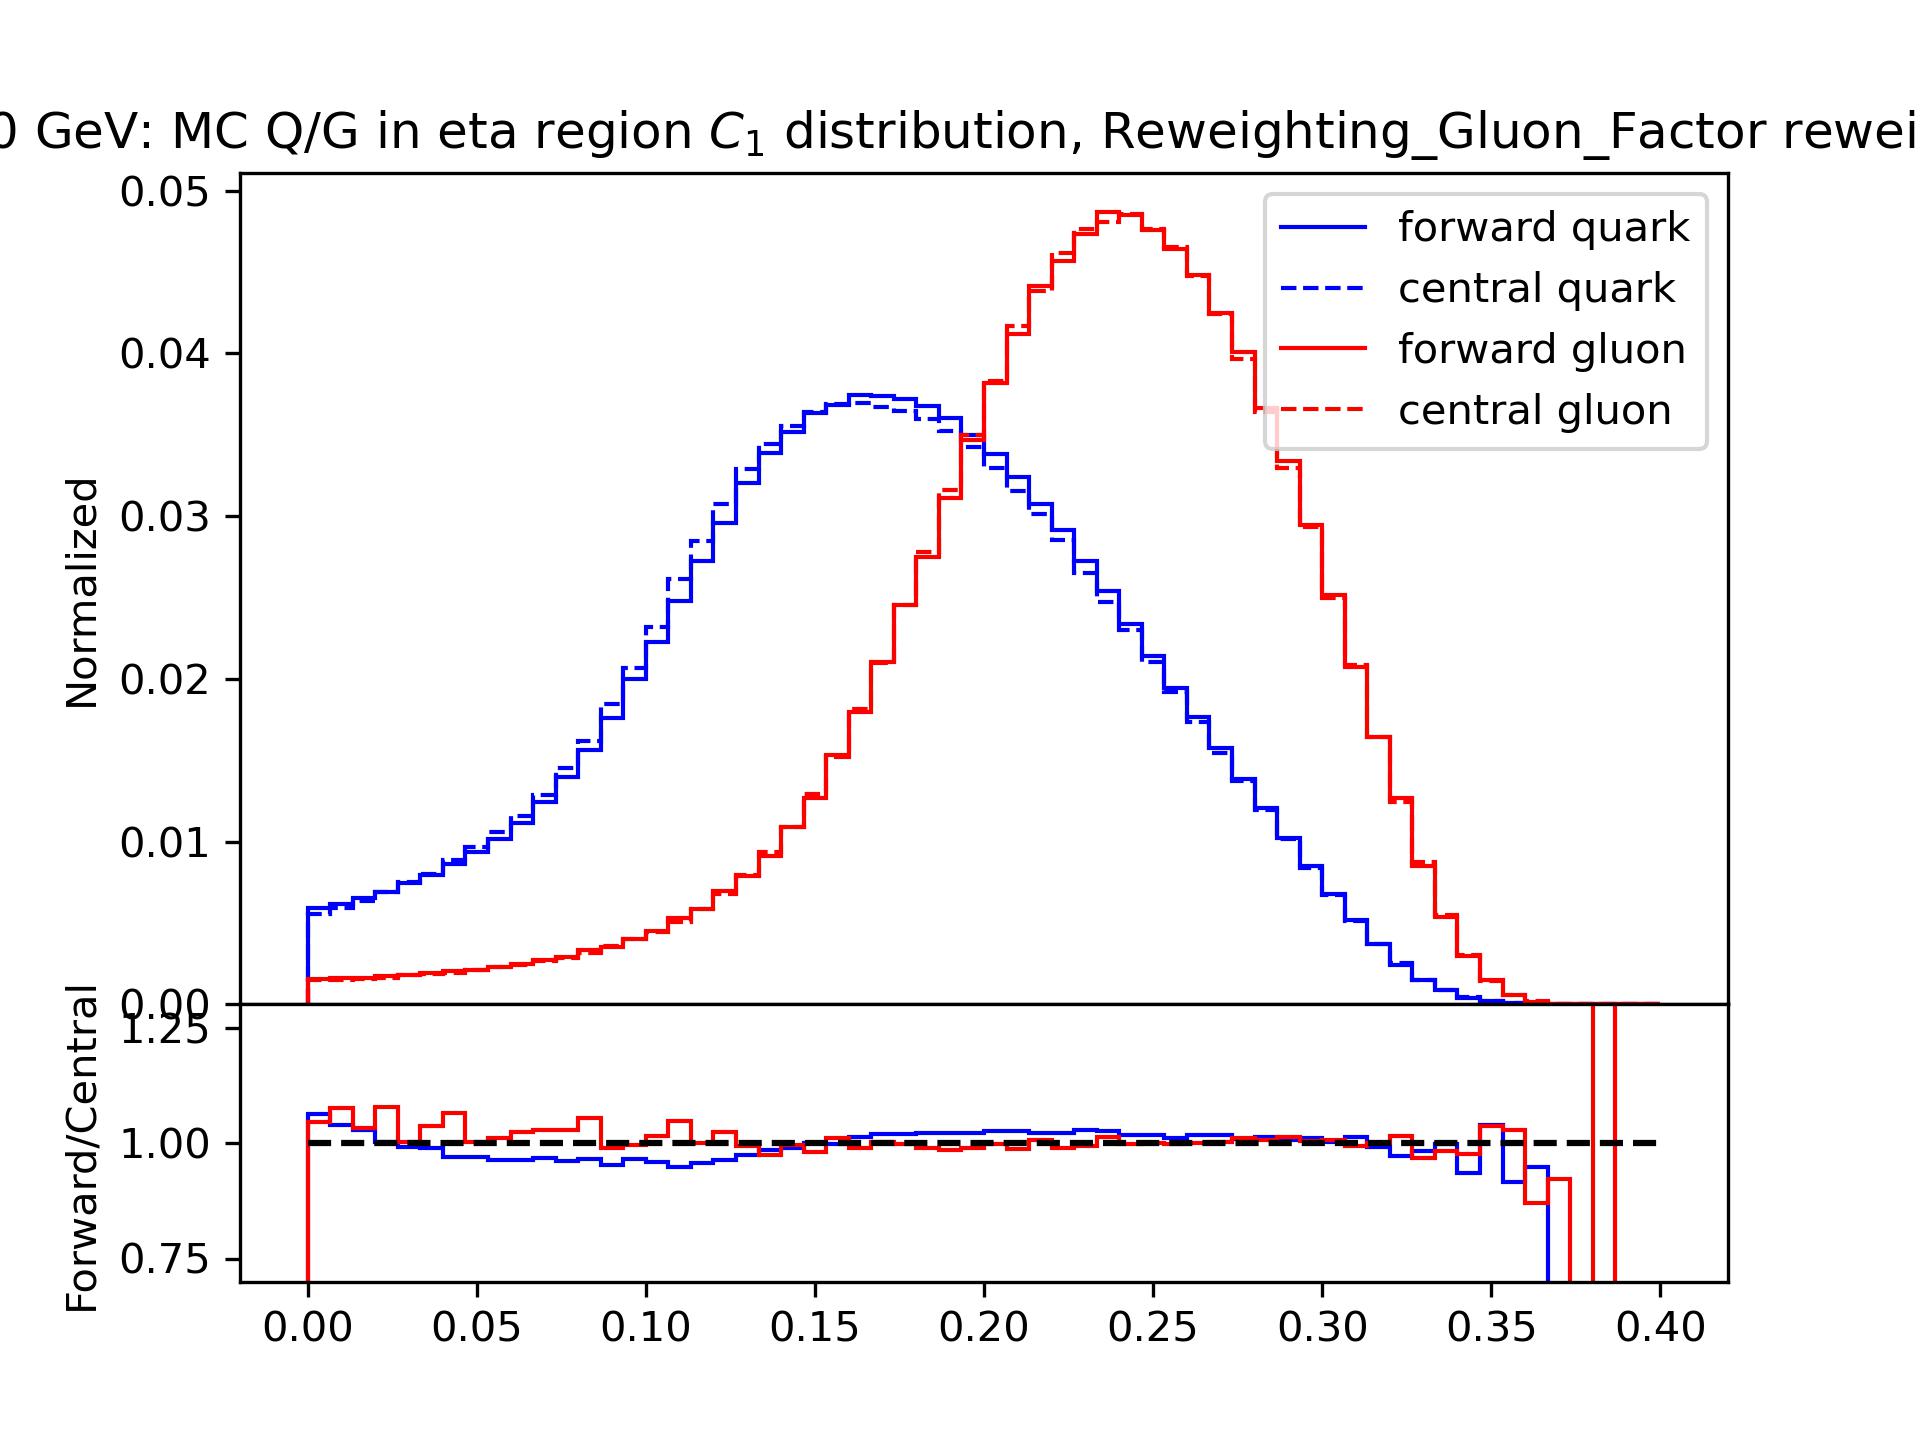 0 GeV: MC Q/G in eta region C₁ distribution, Reweighting_Gluon_Factor rewei
0.05
0.04
0.03
0.02
0.01
0.00
Normalized
forward quark
central quark
forward gluon
central gluon
1.25
1.00
0.75
Forward/Central
0.00 0.05 0.10 0.15 0.20 0.25 0.30 0.35 0.40